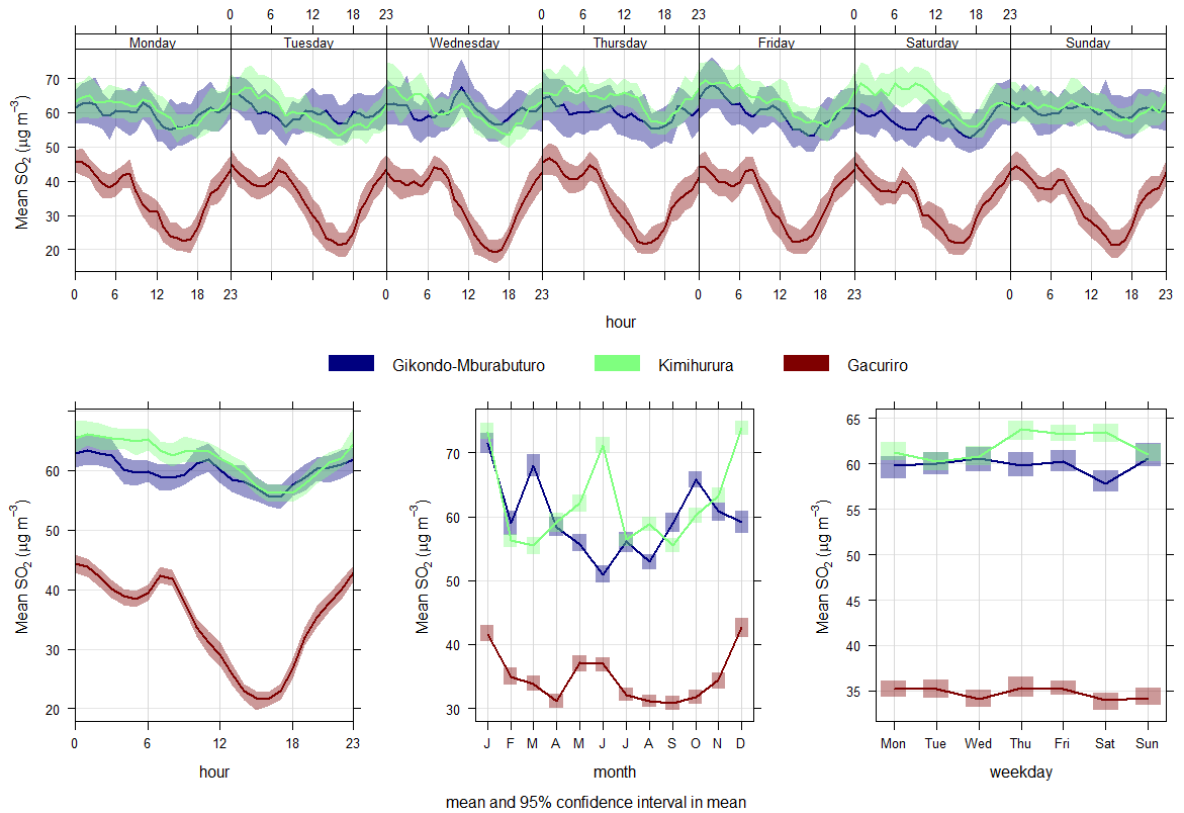 0 6 12 18 23 0 6 12 18 23 0 6 12 18 23
Monday Tuesday Wednesday Thursday Friday Saturday Sunday
Mean SO₂ (µg m⁻³)
70
60
50
40
30
20
0 6 12 18 23 0 6 12 18 23 0 6 12 18 23 0 6 12 18 23
hour
Gikondo-Mburabuturo Kimihurura Gacuriro
Mean SO₂ (µg m⁻³)
60
50
40
30
20
0 6 12 18 23
hour
Mean SO₂ (µg m⁻³)
70
60
50
40
30
J F M A M J J A S O N D
month
Mean SO₂ (µg m⁻³)
65
60
55
50
45
40
35
Mon Tue Wed Thu Fri Sat Sun
weekday
mean and 95% confidence interval in mean